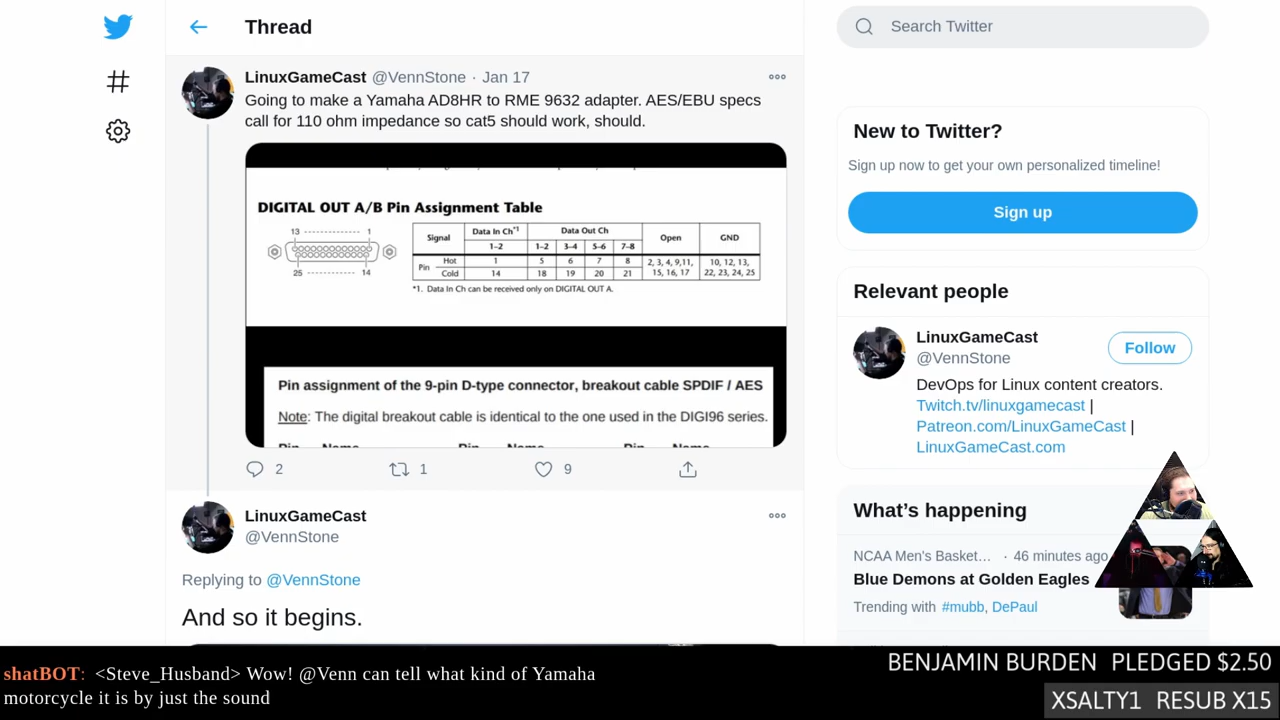 Thread
Search Twitter
LinuxGameCast @VennStone · Jan 17
Going to make a Yamaha AD8HR to RME 9632 adapter. AES/EBU specs
call for 110 ohm impedance so cat5 should work, should.
DIGITAL OUT A/B Pin Assignment Table
13 1
25 14
Signal Data In Ch*1 Data Out Ch Open GND
1–2 1–2 3–4 5–6 7–8
Pin Hot 1 5 6 7 8 2, 3, 4, 9,11, 10, 12, 13,
Cold 14 18 19 20 21 15, 16, 17 22, 23, 24, 25
*1. Data In Ch can be received only on DIGITAL OUT A.
Pin assignment of the 9-pin D-type connector, breakout cable SPDIF / AES
Note: The digital breakout cable is identical to the one used in the DIGI96 series.
Pin Name Pin Name Pin Name
2 1 9
LinuxGameCast
@VennStone
Replying to @VennStone
And so it begins.
New to Twitter?
Sign up now to get your own personalized timeline!
Sign up
Relevant people
LinuxGameCast
@VennStone
Follow
DevOps for Linux content creators.
Twitch.tv/linuxgamecast |
Patreon.com/LinuxGameCast |
LinuxGameCast.com
What's happening
NCAA Men's Basket… · 46 minutes ago
Blue Demons at Golden Eagles
Trending with #mubb, DePaul
shatBOT: <Steve_Husband> Wow! @Venn can tell what kind of Yamaha
motorcycle it is by just the sound
BENJAMIN BURDEN PLEDGED $2.50
XSALTY1 RESUB X15